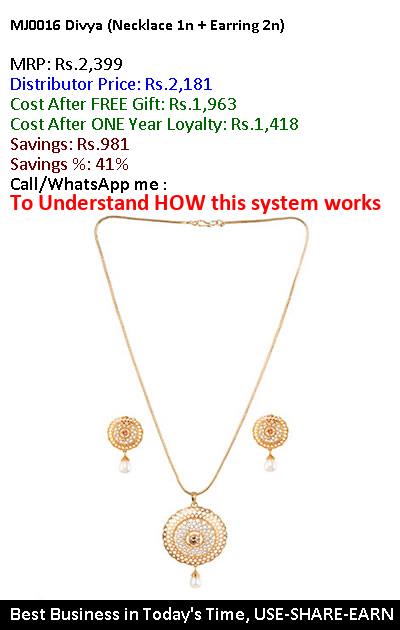 MJ0016 Divya (Necklace 1n + Earring 2n)
MRP: Rs.2,399
Distributor Price: Rs.2,181
Cost After FREE Gift: Rs.1,963
Cost After ONE Year Loyalty: Rs.1,418
Savings: Rs.981
Savings %: 41%
Call/WhatsApp me :
To Understand HOW this system works
Best Business in Today's Time, USE-SHARE-EARN